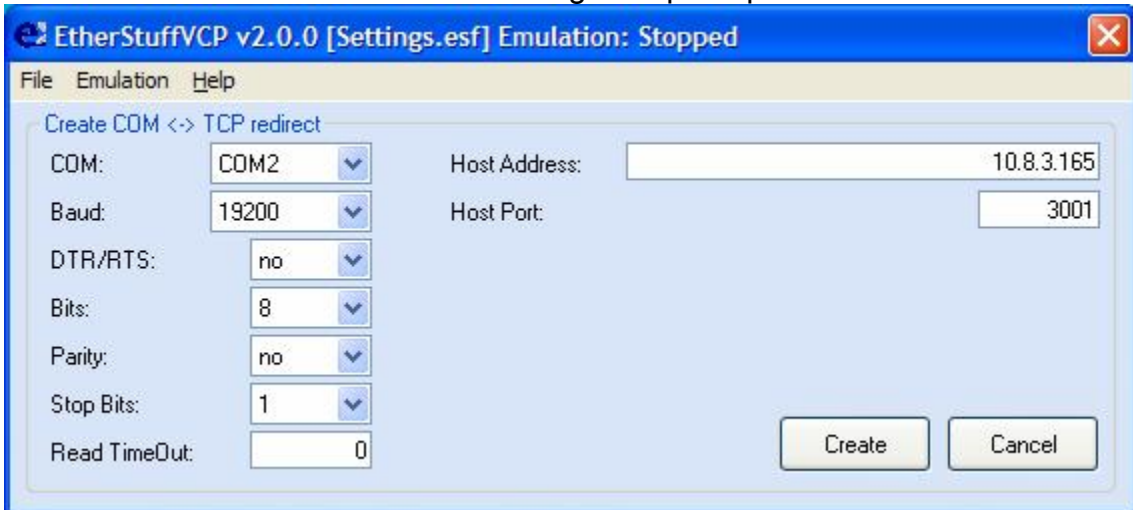 EtherStuffVCP v2.0.0 [Settings.esf] Emulation: Stopped
File Emulation Help
Create COM <-> TCP redirect
COM: COM2 Host Address: 10.8.3.165
Baud: 19200 Host Port: 3001
DTR/RTS: no
Bits: 8
Parity: no
Stop Bits: 1
Read TimeOut: 0
Create Cancel